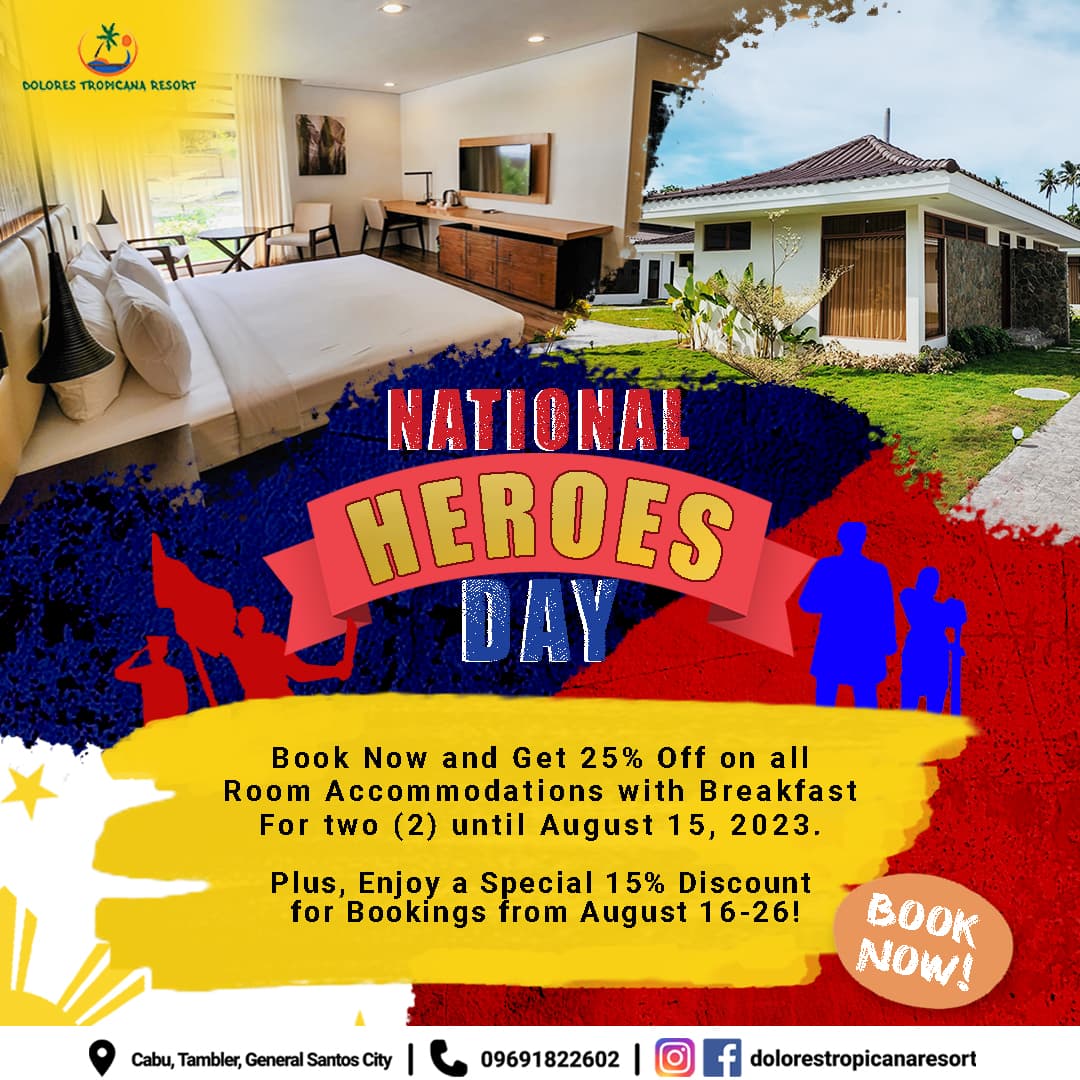 DOLORES TROPICANA RESORT
NATIONAL
HEROES
DAY
Book Now and Get 25% Off on all
Room Accommodations with Breakfast
For two (2) until August 15, 2023.
Plus, Enjoy a Special 15% Discount
for Bookings from August 16-26!
BOOK
NOW!
Cabu, Tambler, General Santos City | 09691822602 | dolorestropicanaresort